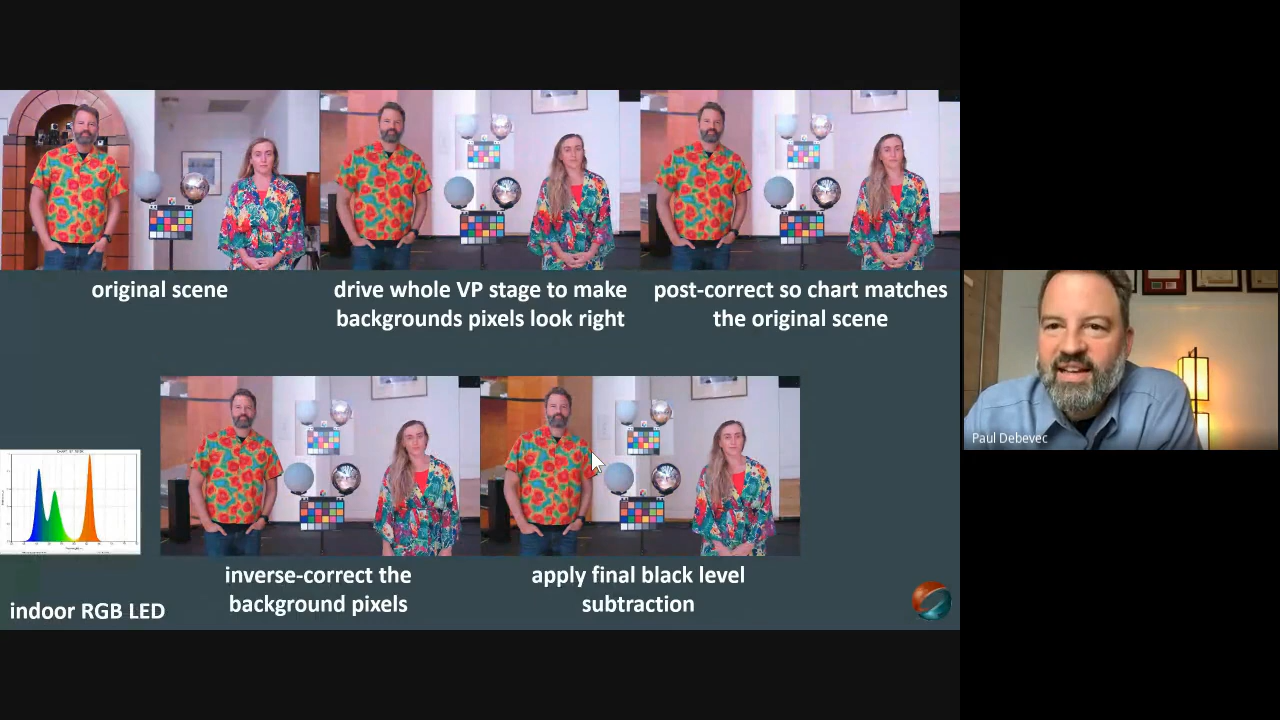 original scene
drive whole VP stage to make
backgrounds pixels look right
post-correct so chart matches
the original scene
Paul Debevec
inverse-correct the
background pixels
apply final black level
subtraction
indoor RGB LED